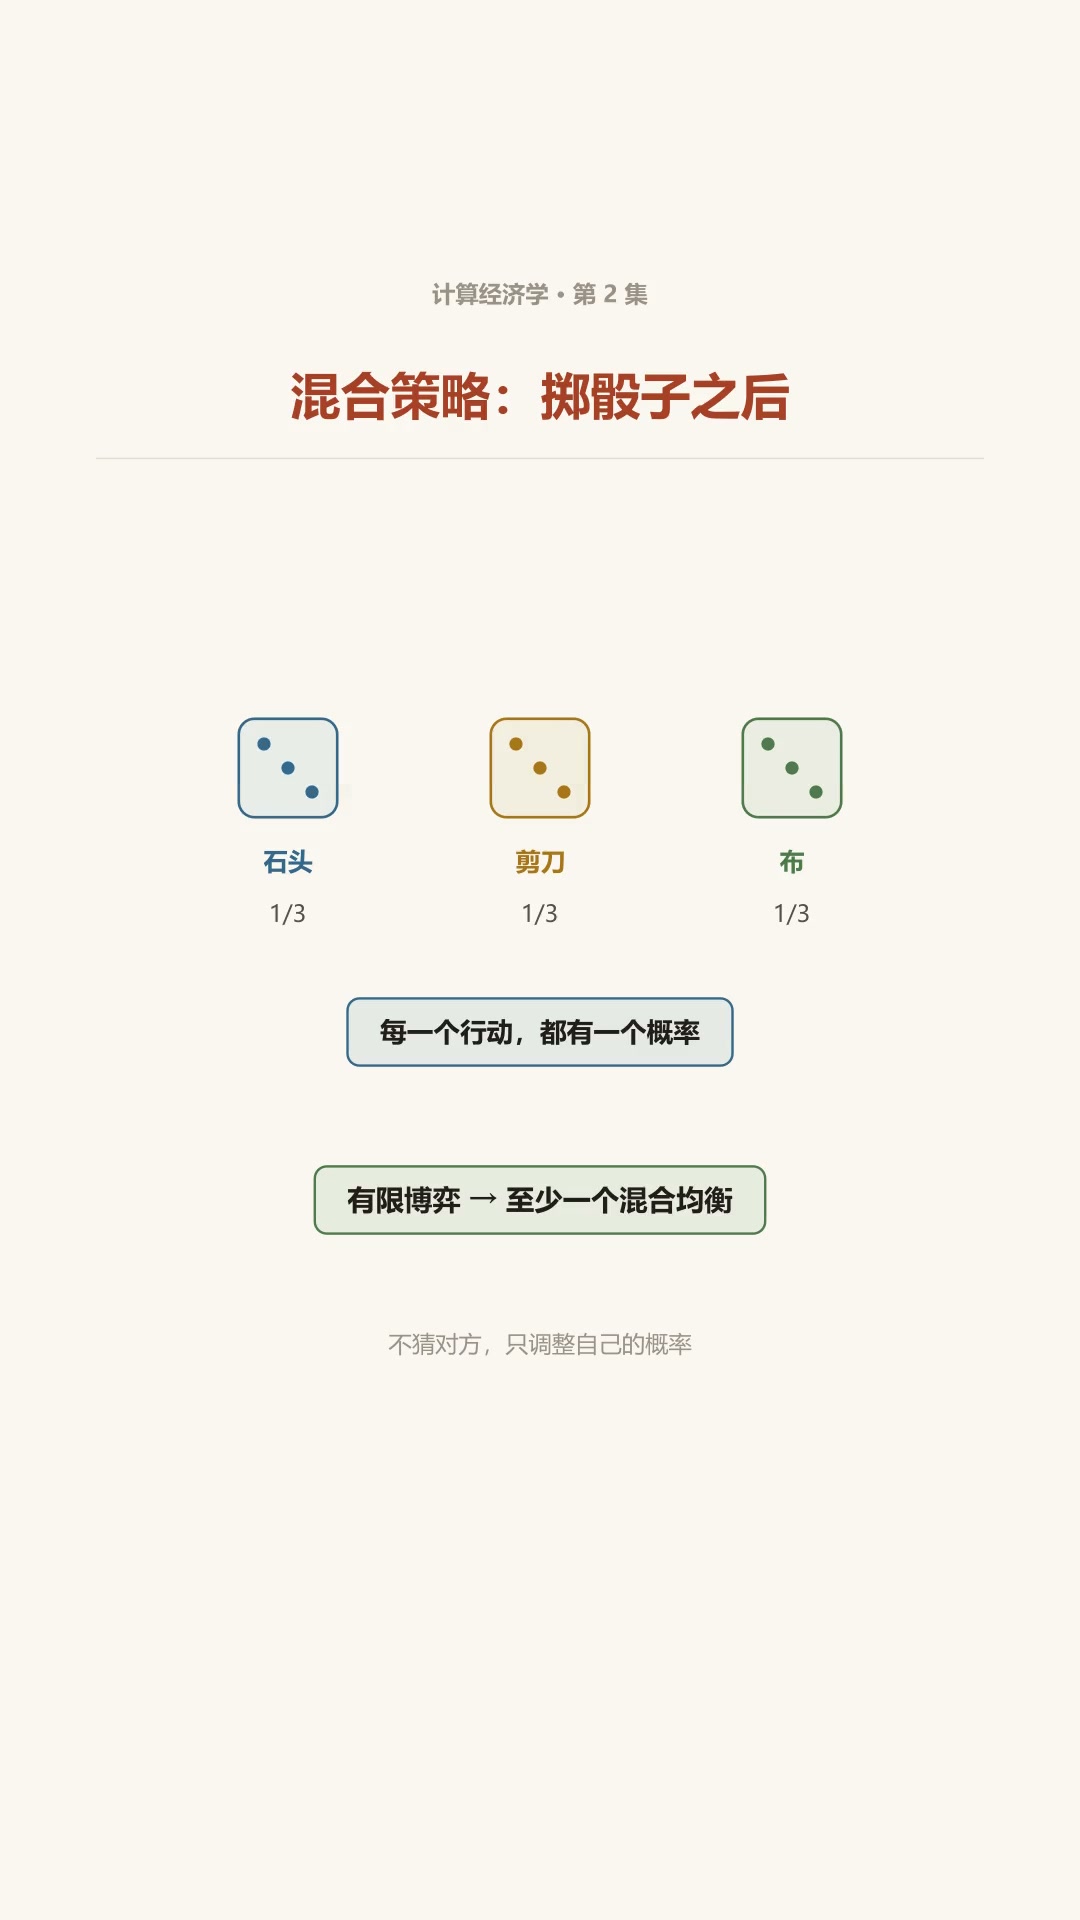 计算经济学 · 第 2 集
混合策略：掷骰子之后
石头 剪刀 布
1/3 1/3 1/3
每一个行动，都有一个概率
有限博弈 → 至少一个混合均衡
不猜对方，只调整自己的概率